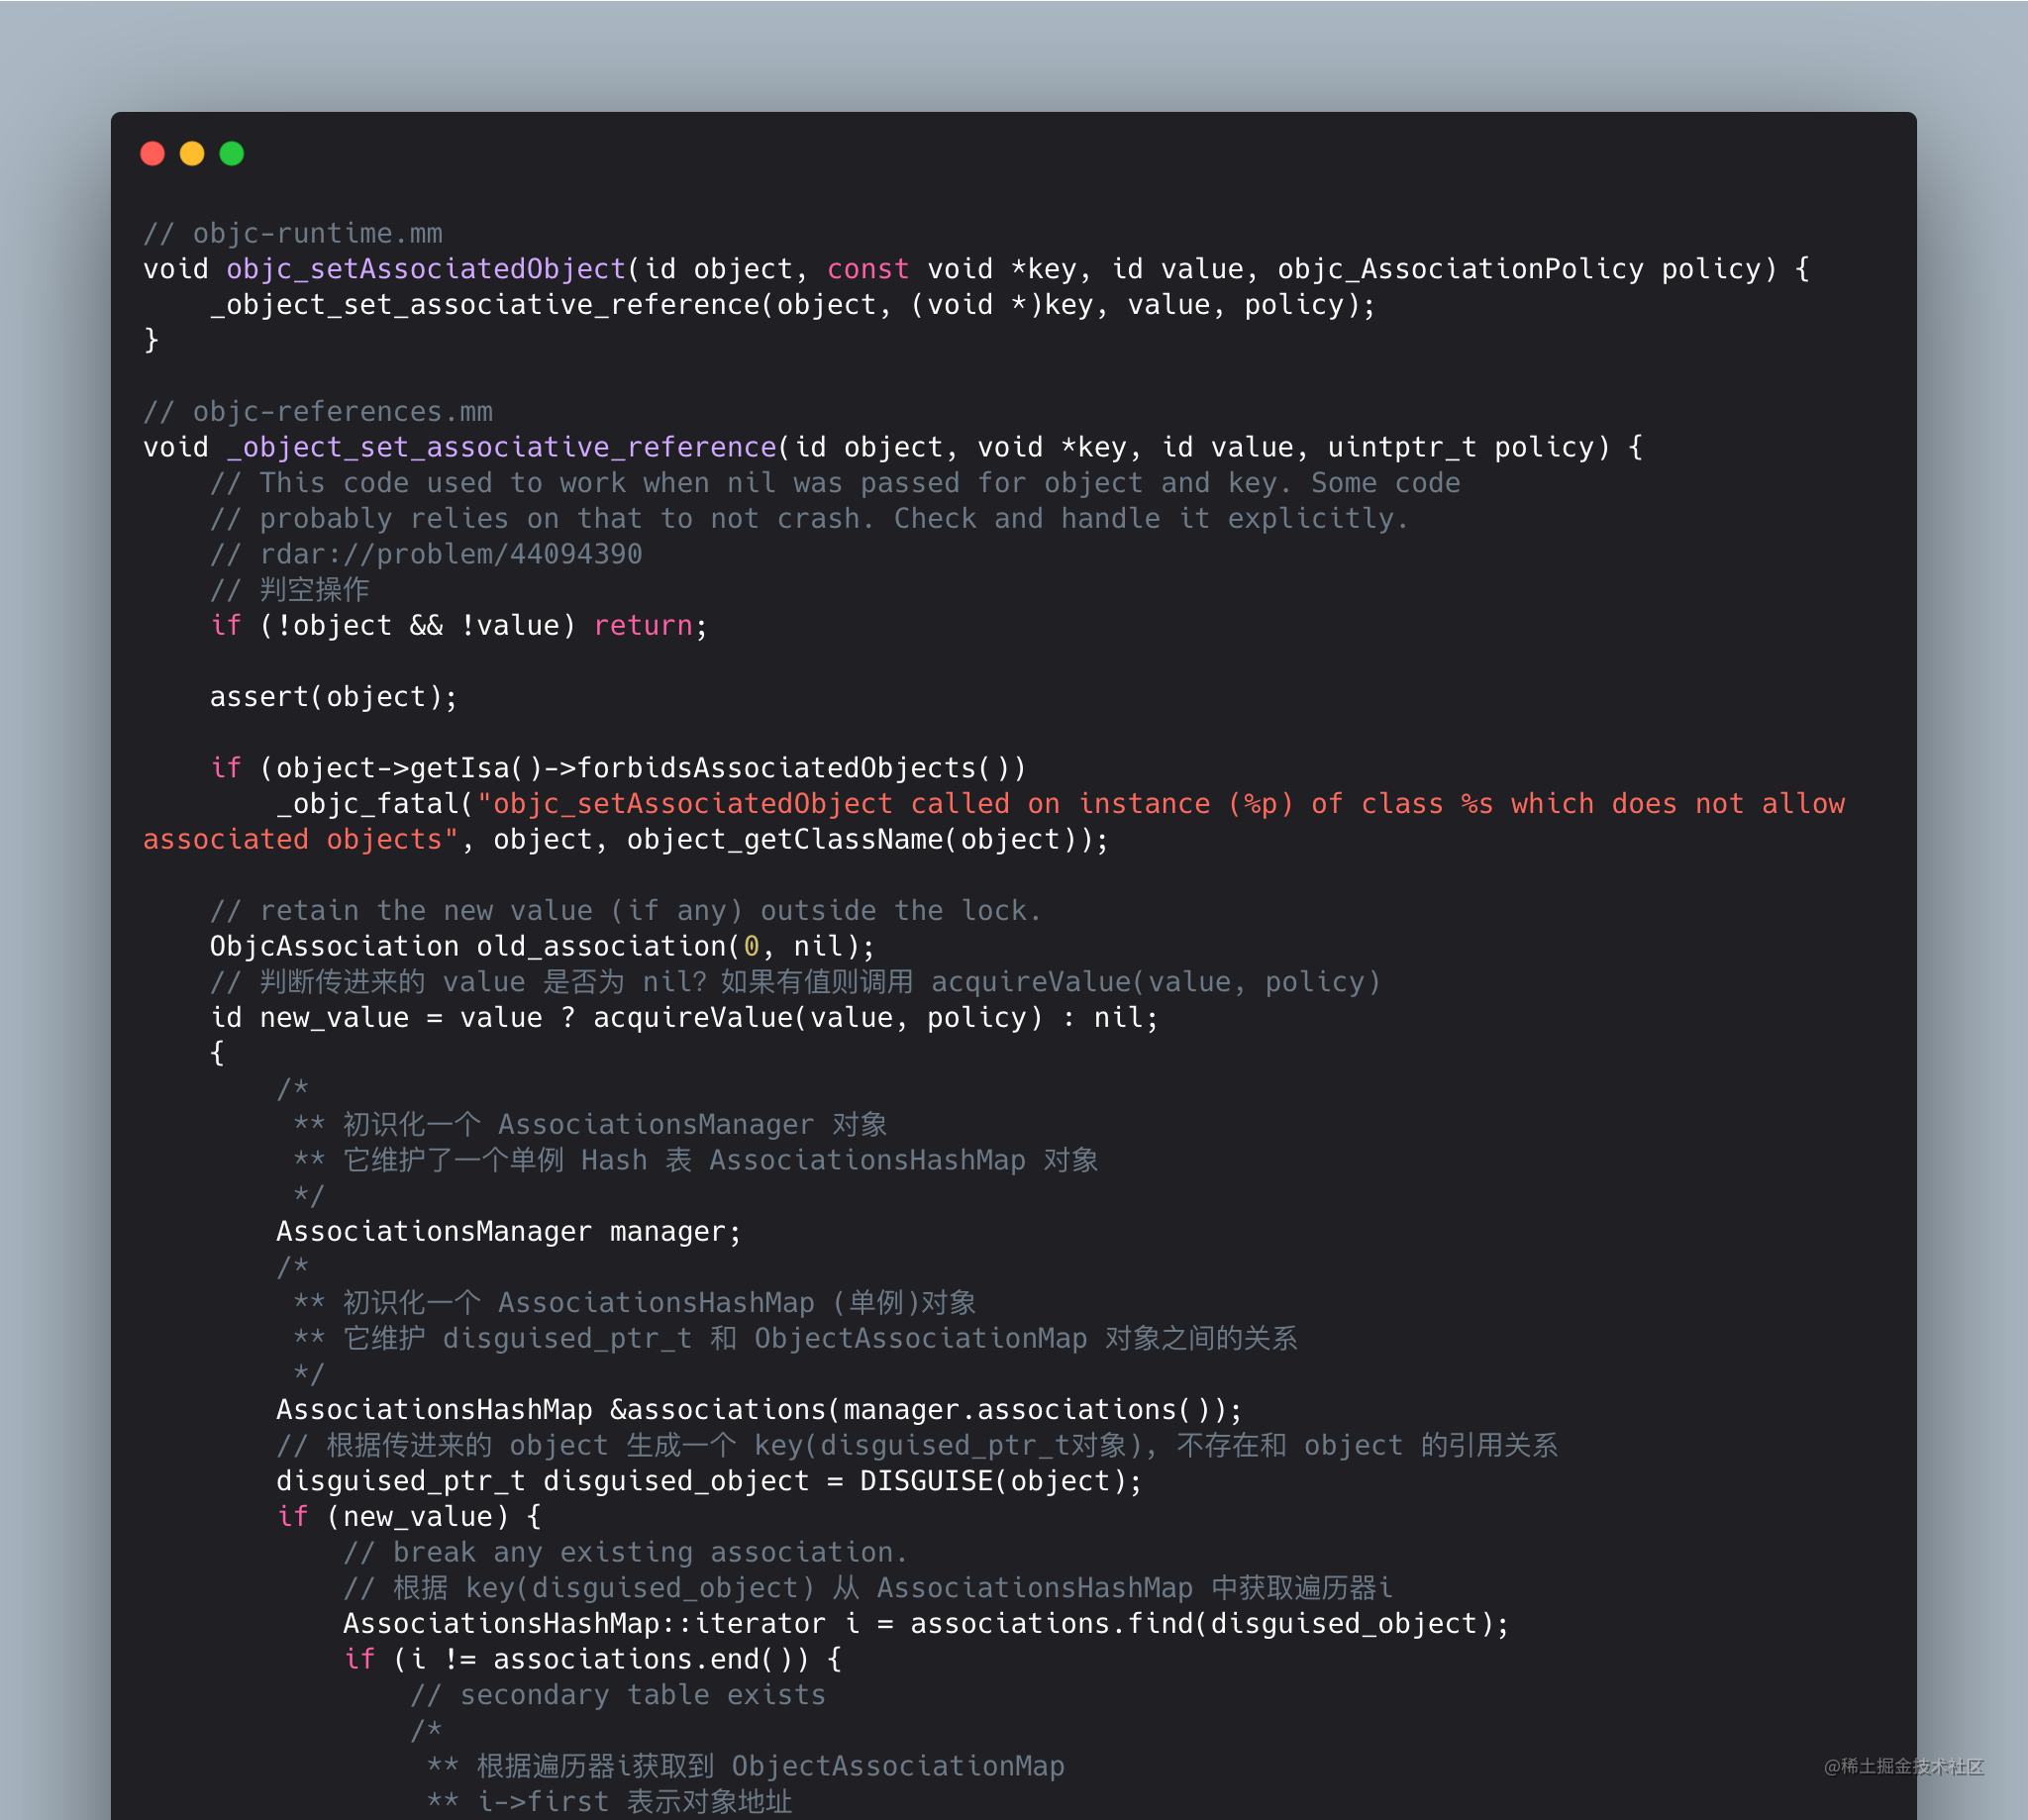 // objc-runtime.mm
void objc_setAssociatedObject(id object, const void *key, id value, objc_AssociationPolicy policy) {
    _object_set_associative_reference(object, (void *)key, value, policy);
}

// objc-references.mm
void _object_set_associative_reference(id object, void *key, id value, uintptr_t policy) {
    // This code used to work when nil was passed for object and key. Some code
    // probably relies on that to not crash. Check and handle it explicitly.
    // rdar://problem/44094390
    // 判空操作
    if (!object && !value) return;

    assert(object);

    if (object->getIsa()->forbidsAssociatedObjects())
        _objc_fatal("objc_setAssociatedObject called on instance (%p) of class %s which does not allow
associated objects", object, object_getClassName(object));

    // retain the new value (if any) outside the lock.
    ObjcAssociation old_association(0, nil);
    // 判断传进来的 value 是否为 nil? 如果有值则调用 acquireValue(value, policy)
    id new_value = value ? acquireValue(value, policy) : nil;
    {
        /*
         ** 初识化一个 AssociationsManager 对象
         ** 它维护了一个单例 Hash 表 AssociationsHashMap 对象
         */
        AssociationsManager manager;
        /*
         ** 初识化一个 AssociationsHashMap (单例)对象
         ** 它维护 disguised_ptr_t 和 ObjectAssociationMap 对象之间的关系
         */
        AssociationsHashMap &associations(manager.associations());
        // 根据传进来的 object 生成一个 key(disguised_ptr_t对象), 不存在和 object 的引用关系
        disguised_ptr_t disguised_object = DISGUISE(object);
        if (new_value) {
            // break any existing association.
            // 根据 key(disguised_object) 从 AssociationsHashMap 中获取遍历器i
            AssociationsHashMap::iterator i = associations.find(disguised_object);
            if (i != associations.end()) {
                // secondary table exists
                /*
                 ** 根据遍历器i获取到 ObjectAssociationMap
                 ** i->first 表示对象地址
@稀土掘金技术社区